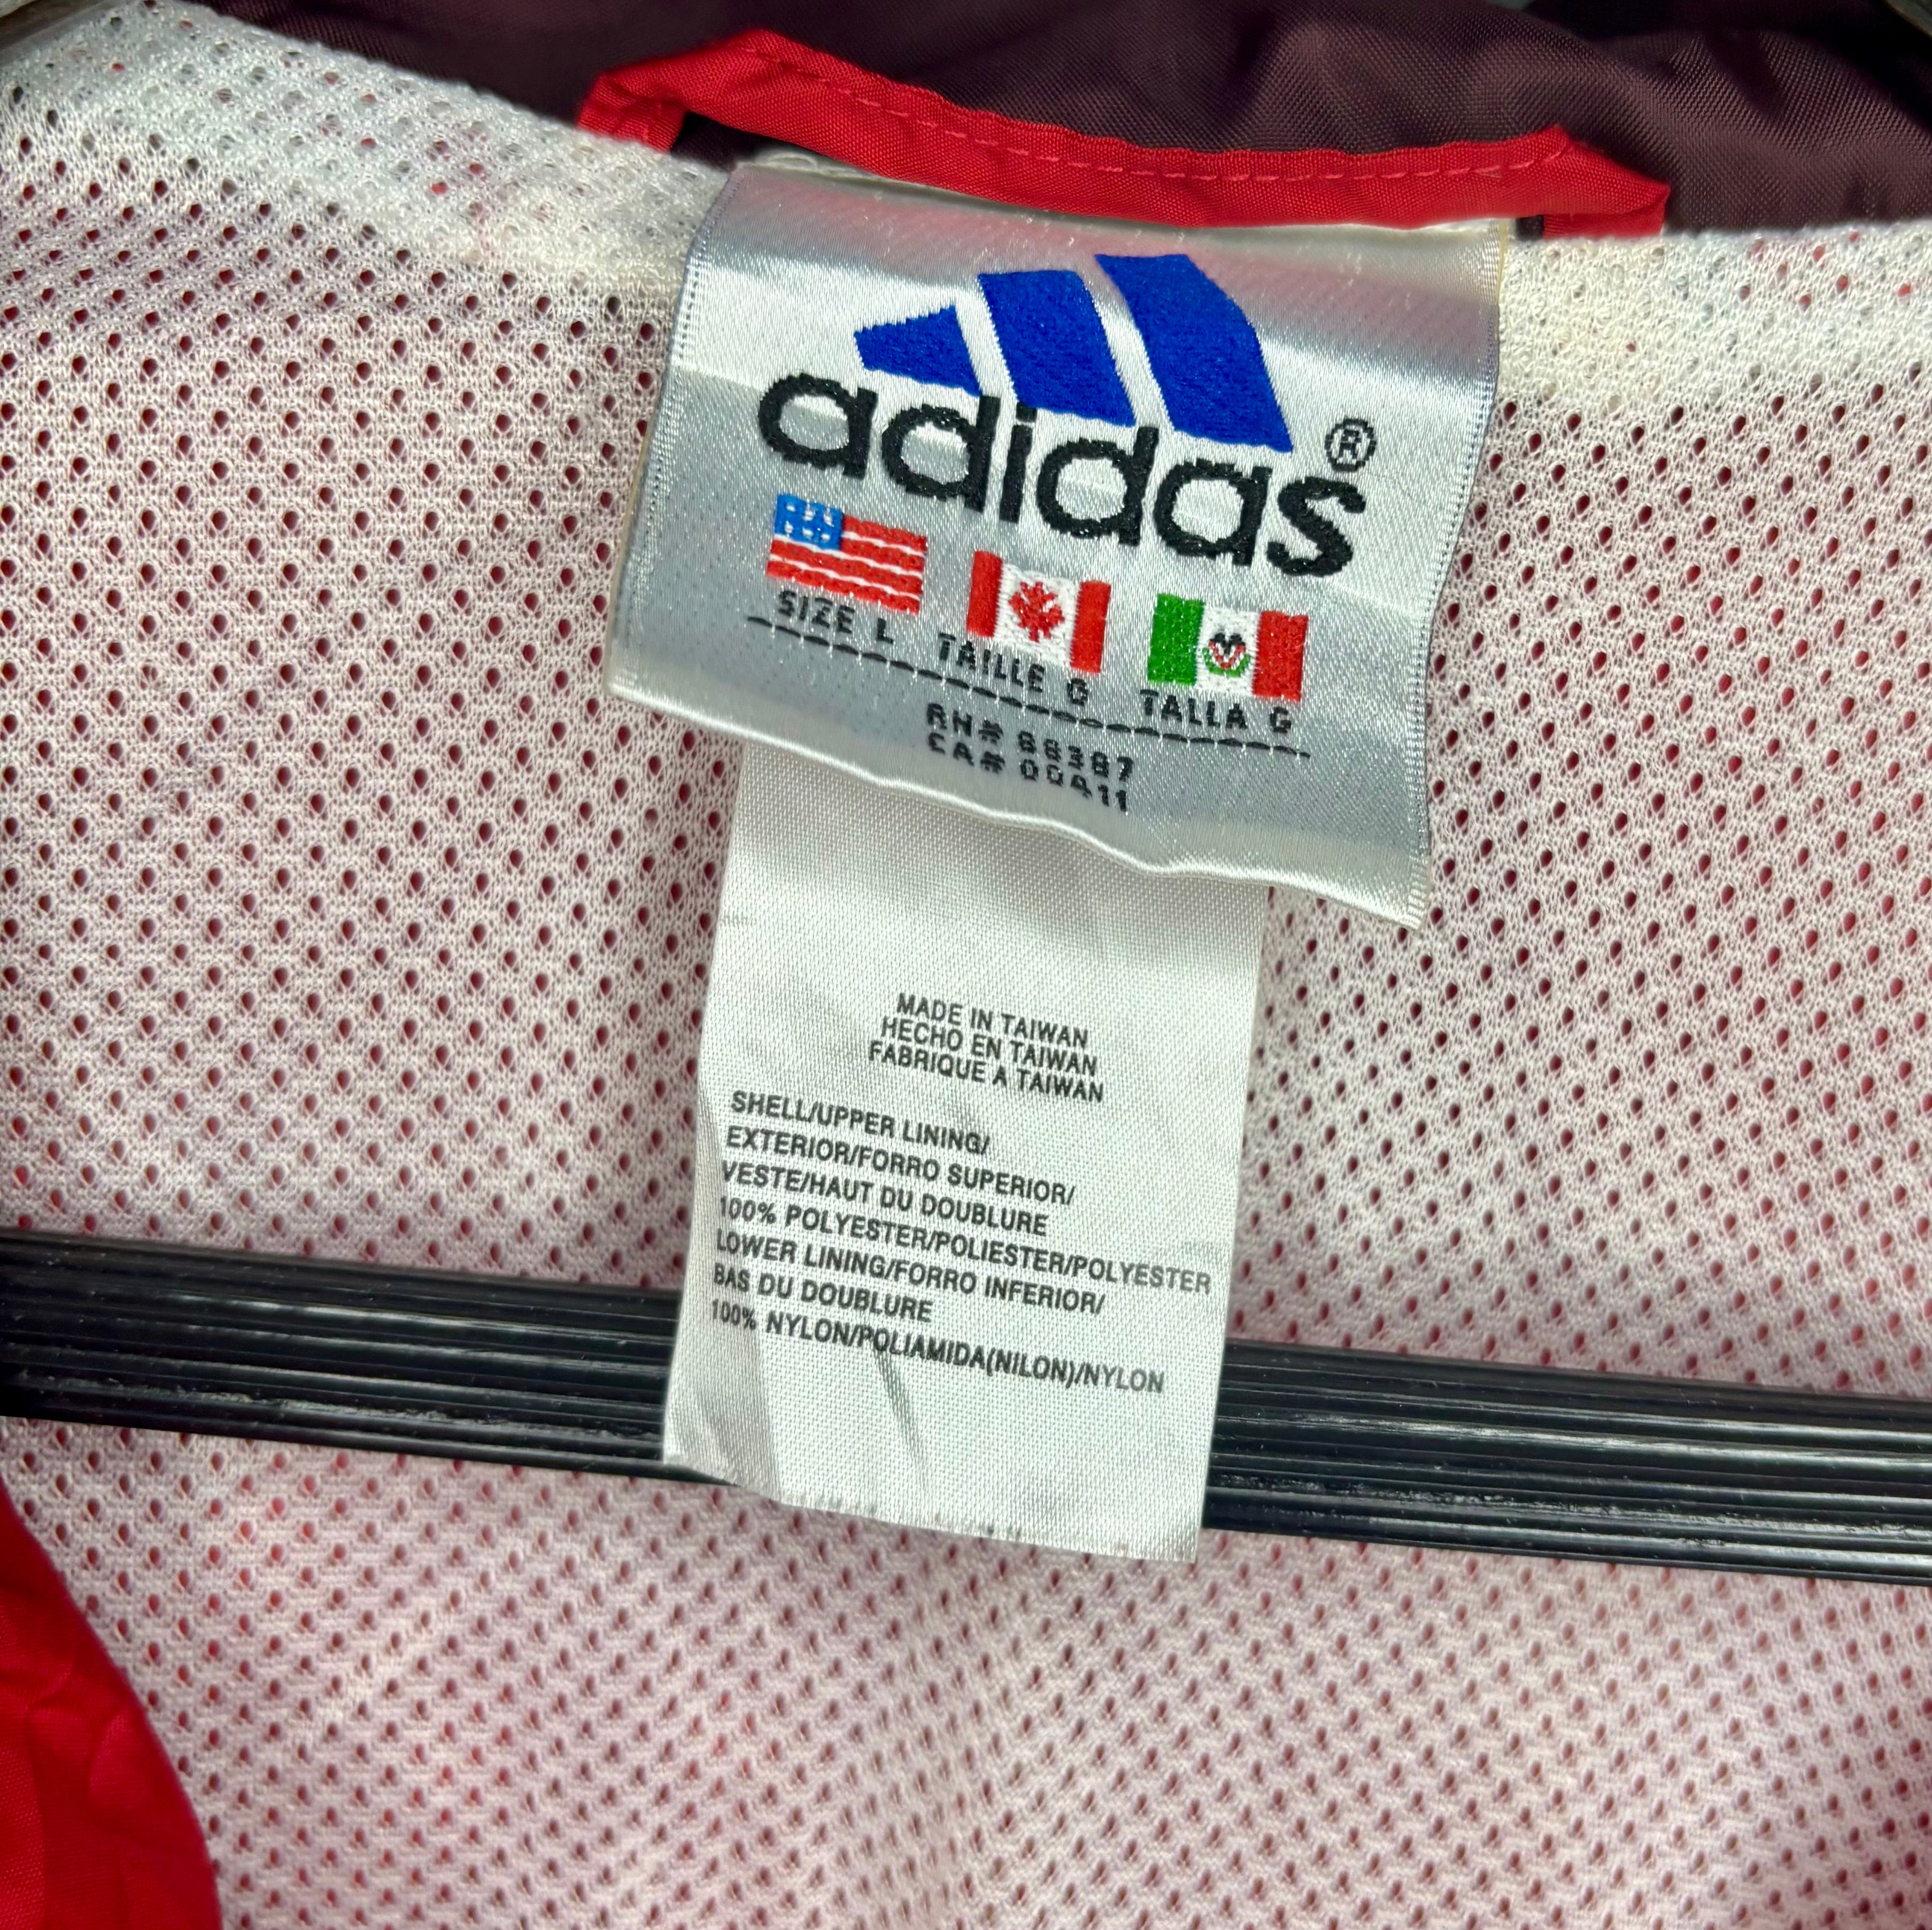 adidas®
SIZE L TAILLE G TALLA G
RN# 88387
CA# 00411
MADE IN TAIWAN
HECHO EN TAIWAN
FABRIQUE A TAIWAN
SHELL/UPPER LINING/
EXTERIOR/FORRO SUPERIOR/
VESTE/HAUT DU DOUBLURE
100% POLYESTER/POLIESTER/POLYESTER
LOWER LINING/FORRO INFERIOR/
BAS DU DOUBLURE
100% NYLON/POLIAMIDA(NILON)/NYLON